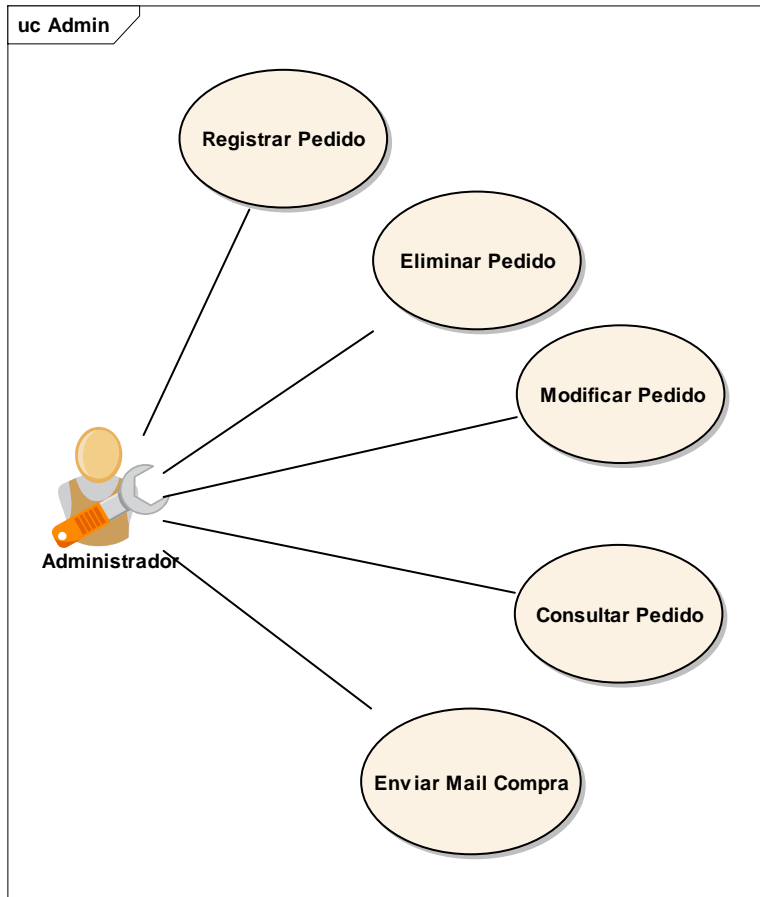 uc Admin
Registrar Pedido
Eliminar Pedido
Modificar Pedido
Administrador
Consultar Pedido
Enviar Mail Compra